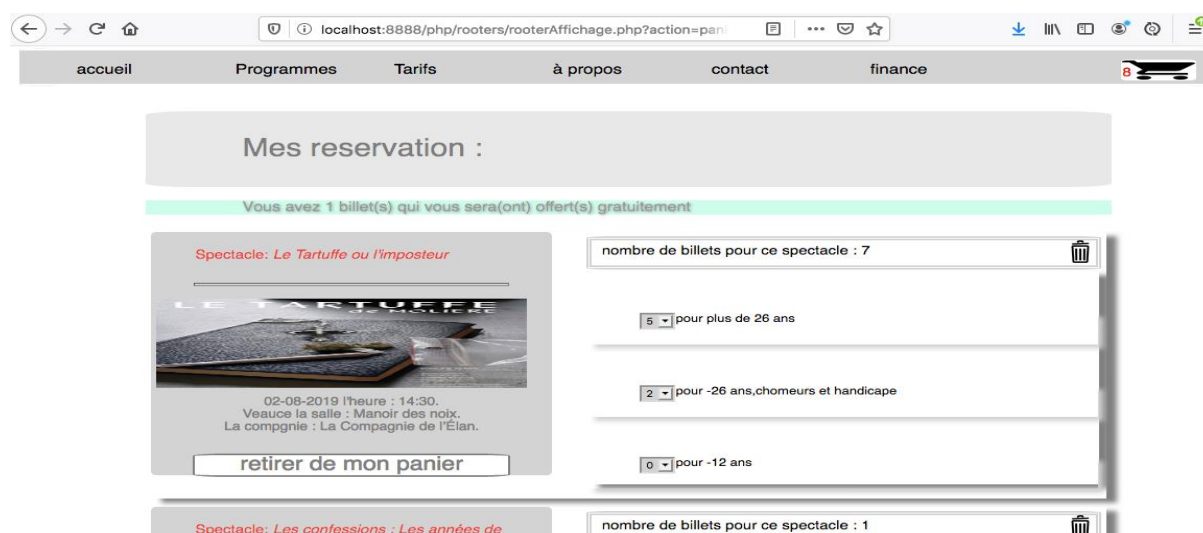 localhost:8888/php/rooters/rooterAffichage.php?action=pan
accueil Programmes Tarifs à propos contact finance 8
Mes reservation :
Vous avez 1 billet(s) qui vous sera(ont) offert(s) gratuitement
Spectacle: Le Tartuffe ou l'imposteur
LE TARTUFFE
de MOLIERE
02-08-2019 l'heure : 14:30.
Veauce la salle : Manoir des noix.
La compgnie : La Compagnie de l'Élan.
retirer de mon panier
nombre de billets pour ce spectacle : 7
5 pour plus de 26 ans
2 pour -26 ans,chomeurs et handicape
0 pour -12 ans
Spectacle: Les confessions : Les années de
nombre de billets pour ce spectacle : 1